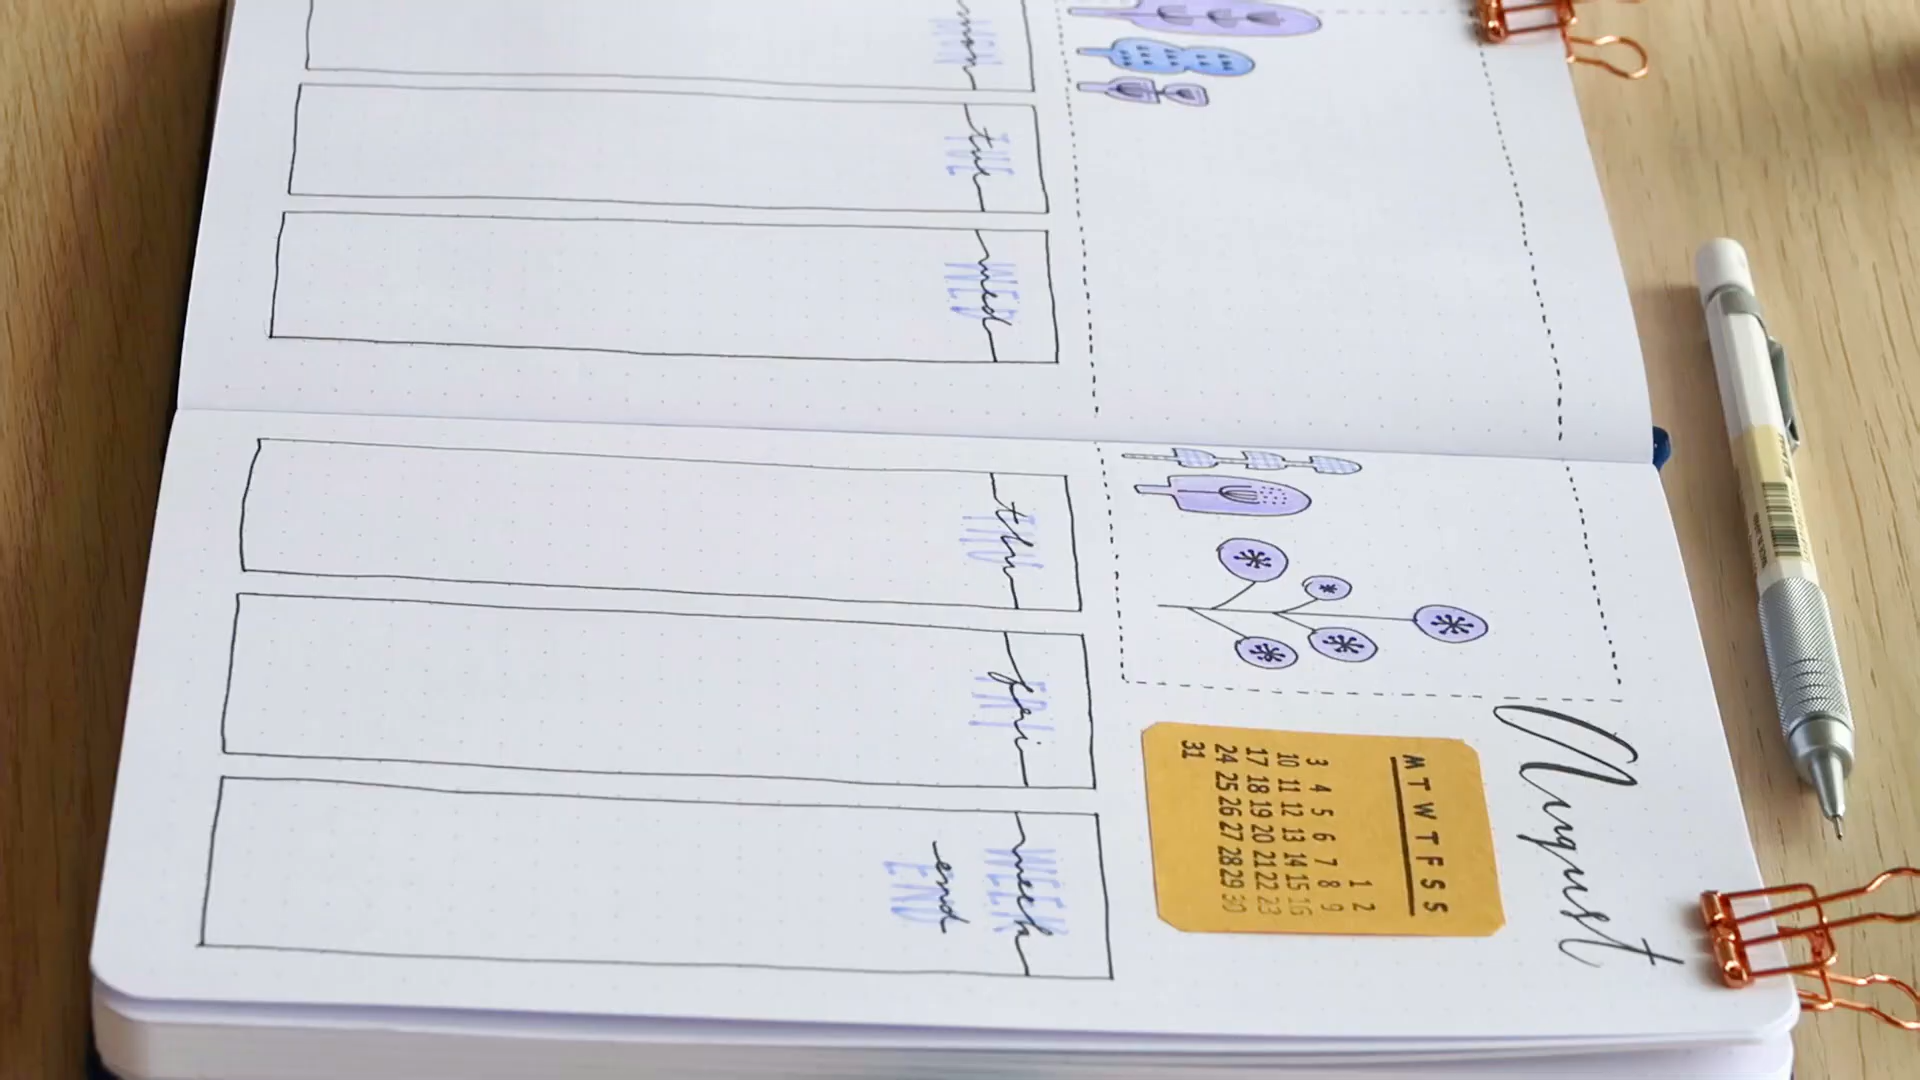 mon
MON
tue
TUE
wed
WED
thu
THU
fri
FRI
week
WEEK
end
END
August
M T W T F S S
1 2
3 4 5 6 7 8 9
10 11 12 13 14 15 16
17 18 19 20 21 22 23
24 25 26 27 28 29 30
31